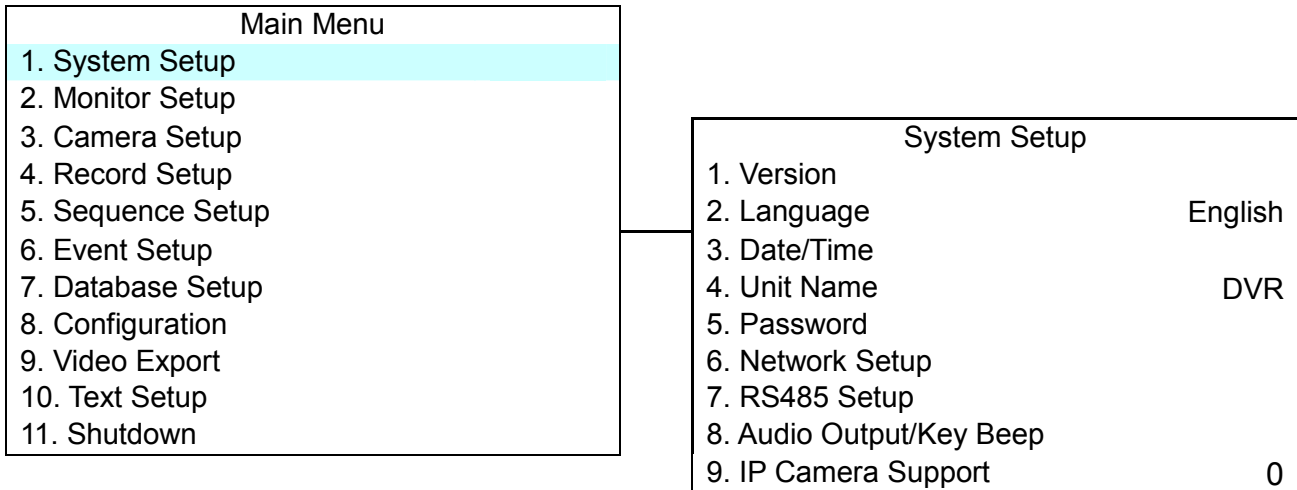 Main Menu
1. System Setup
2. Monitor Setup
3. Camera Setup
4. Record Setup
5. Sequence Setup
6. Event Setup
7. Database Setup
8. Configuration
9. Video Export
10. Text Setup
11. Shutdown
System Setup
1. Version
2. Language English
3. Date/Time
4. Unit Name DVR
5. Password
6. Network Setup
7. RS485 Setup
8. Audio Output/Key Beep
9. IP Camera Support 0